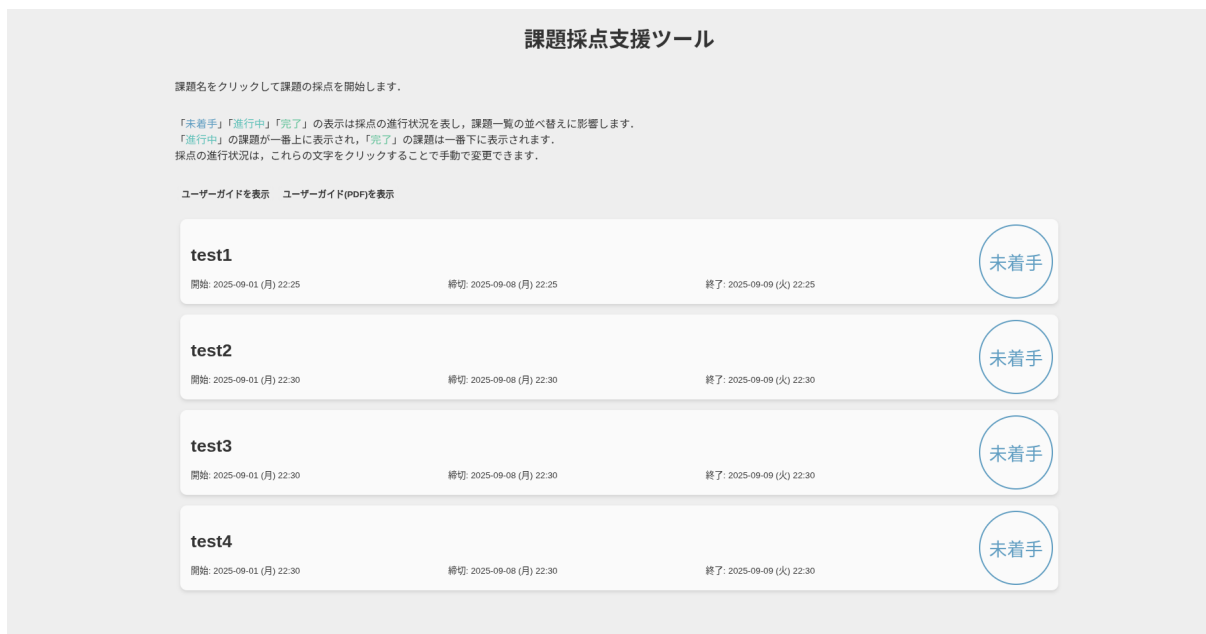 課題採点支援ツール
課題名をクリックして課題の採点を開始します．
「未着手」「進行中」「完了」の表示は採点の進行状況を表し，課題一覧の並べ替えに影響します．
「進行中」の課題が一番上に表示され，「完了」の課題は一番下に表示されます．
採点の進行状況は，これらの文字をクリックすることで手動で変更できます．
ユーザーガイドを表示 ユーザーガイド(PDF)を表示
test1
未着手
開始: 2025-09-01 (月) 22:25 締切: 2025-09-08 (月) 22:25 終了: 2025-09-09 (火) 22:25
test2
未着手
開始: 2025-09-01 (月) 22:30 締切: 2025-09-08 (月) 22:30 終了: 2025-09-09 (火) 22:30
test3
未着手
開始: 2025-09-01 (月) 22:30 締切: 2025-09-08 (月) 22:30 終了: 2025-09-09 (火) 22:30
test4
未着手
開始: 2025-09-01 (月) 22:30 締切: 2025-09-08 (月) 22:30 終了: 2025-09-09 (火) 22:30